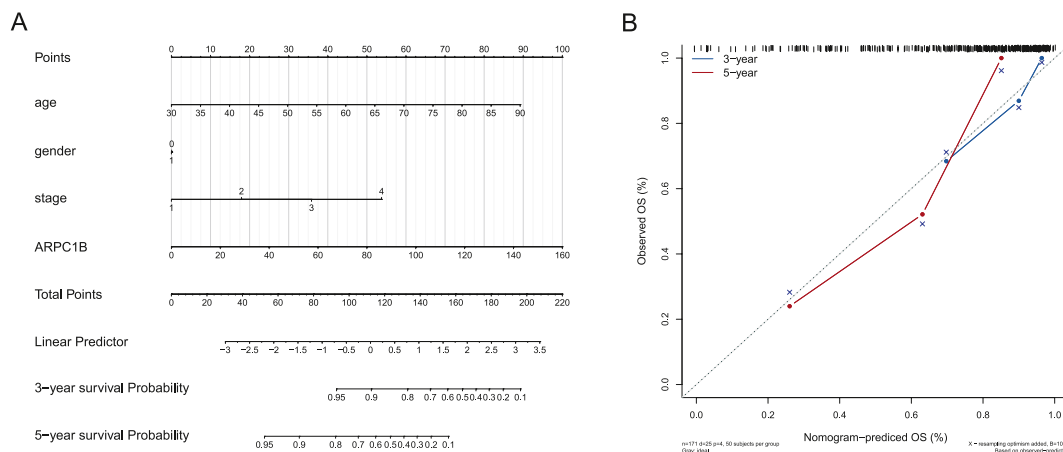 A
Points
0 10 20 30 40 50 60 70 80 90 100
age
30 35 40 45 50 55 60 65 70 75 80 85 90
gender
0
1
stage
2 4
1 3
ARPC1B
0 20 40 60 80 100 120 140 160
Total Points
0 20 40 60 80 100 120 140 160 180 200 220
Linear Predictor
−3 −2.5 −2 −1.5 −1 −0.5 0 0.5 1 1.5 2 2.5 3 3.5
3−year survival Probability
0.95 0.9 0.8 0.7 0.6 0.5 0.4 0.3 0.2 0.1
5−year survival Probability
0.95 0.9 0.8 0.7 0.6 0.5 0.4 0.3 0.2 0.1
B
3−year
5−year
Observed OS (%)
1.0
0.8
0.6
0.4
0.2
0.0
0.0 0.2 0.4 0.6 0.8 1.0
Nomogram−prediced OS (%)
n=171 d=25 p=4, 50 subjects per group
Gray: ideal
X − resampling optimism added, B=10
Based on observed−predict